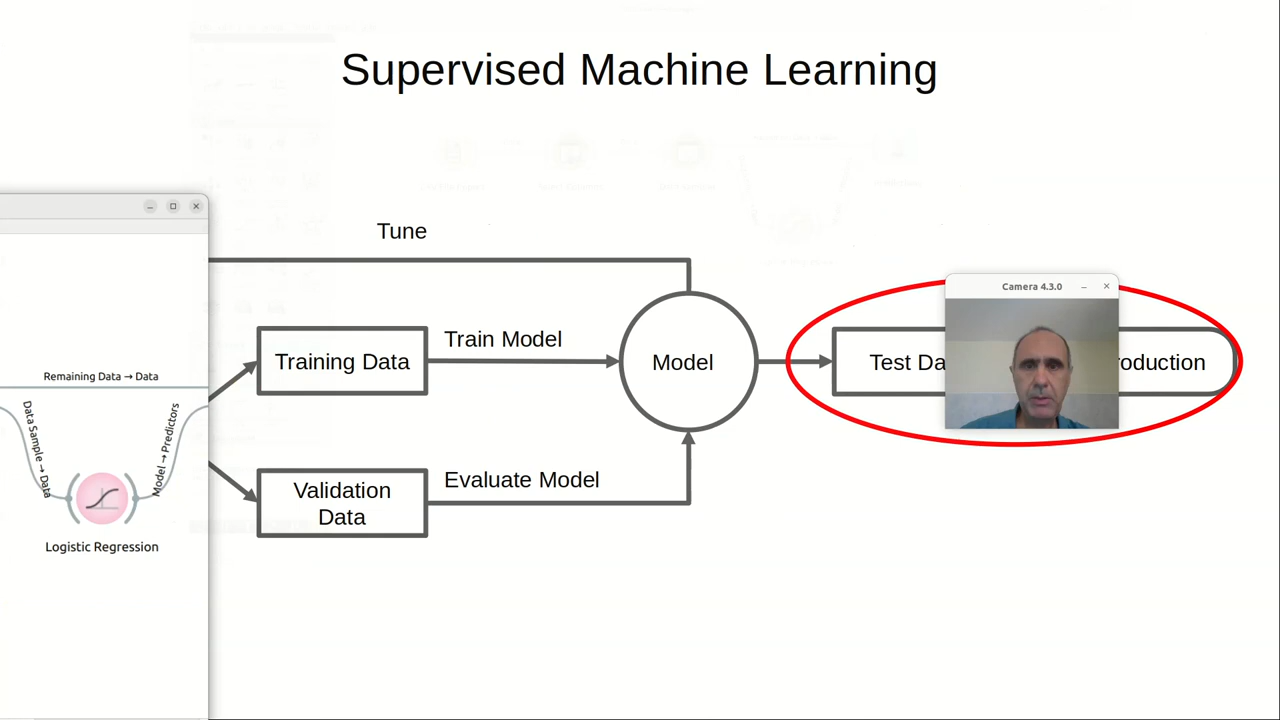 Supervised Machine Learning
Tune
Camera 4.3.0
Training Data
Train Model
Model
Test Da
roduction
Remaining Data → Data
Data Sample → Data
Model → Predictors
Logistic Regression
Validation
Data
Evaluate Model